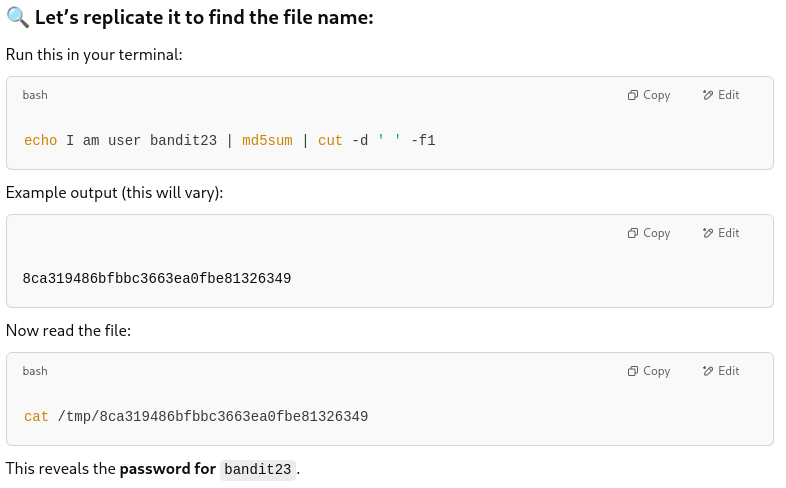 🔍 Let's replicate it to find the file name:
Run this in your terminal:
bash Copy Edit
echo I am user bandit23 | md5sum | cut -d ' ' -f1
Example output (this will vary):
Copy Edit
8ca319486bfbbc3663ea0fbe81326349
Now read the file:
bash Copy Edit
cat /tmp/8ca319486bfbbc3663ea0fbe81326349
This reveals the password for bandit23.